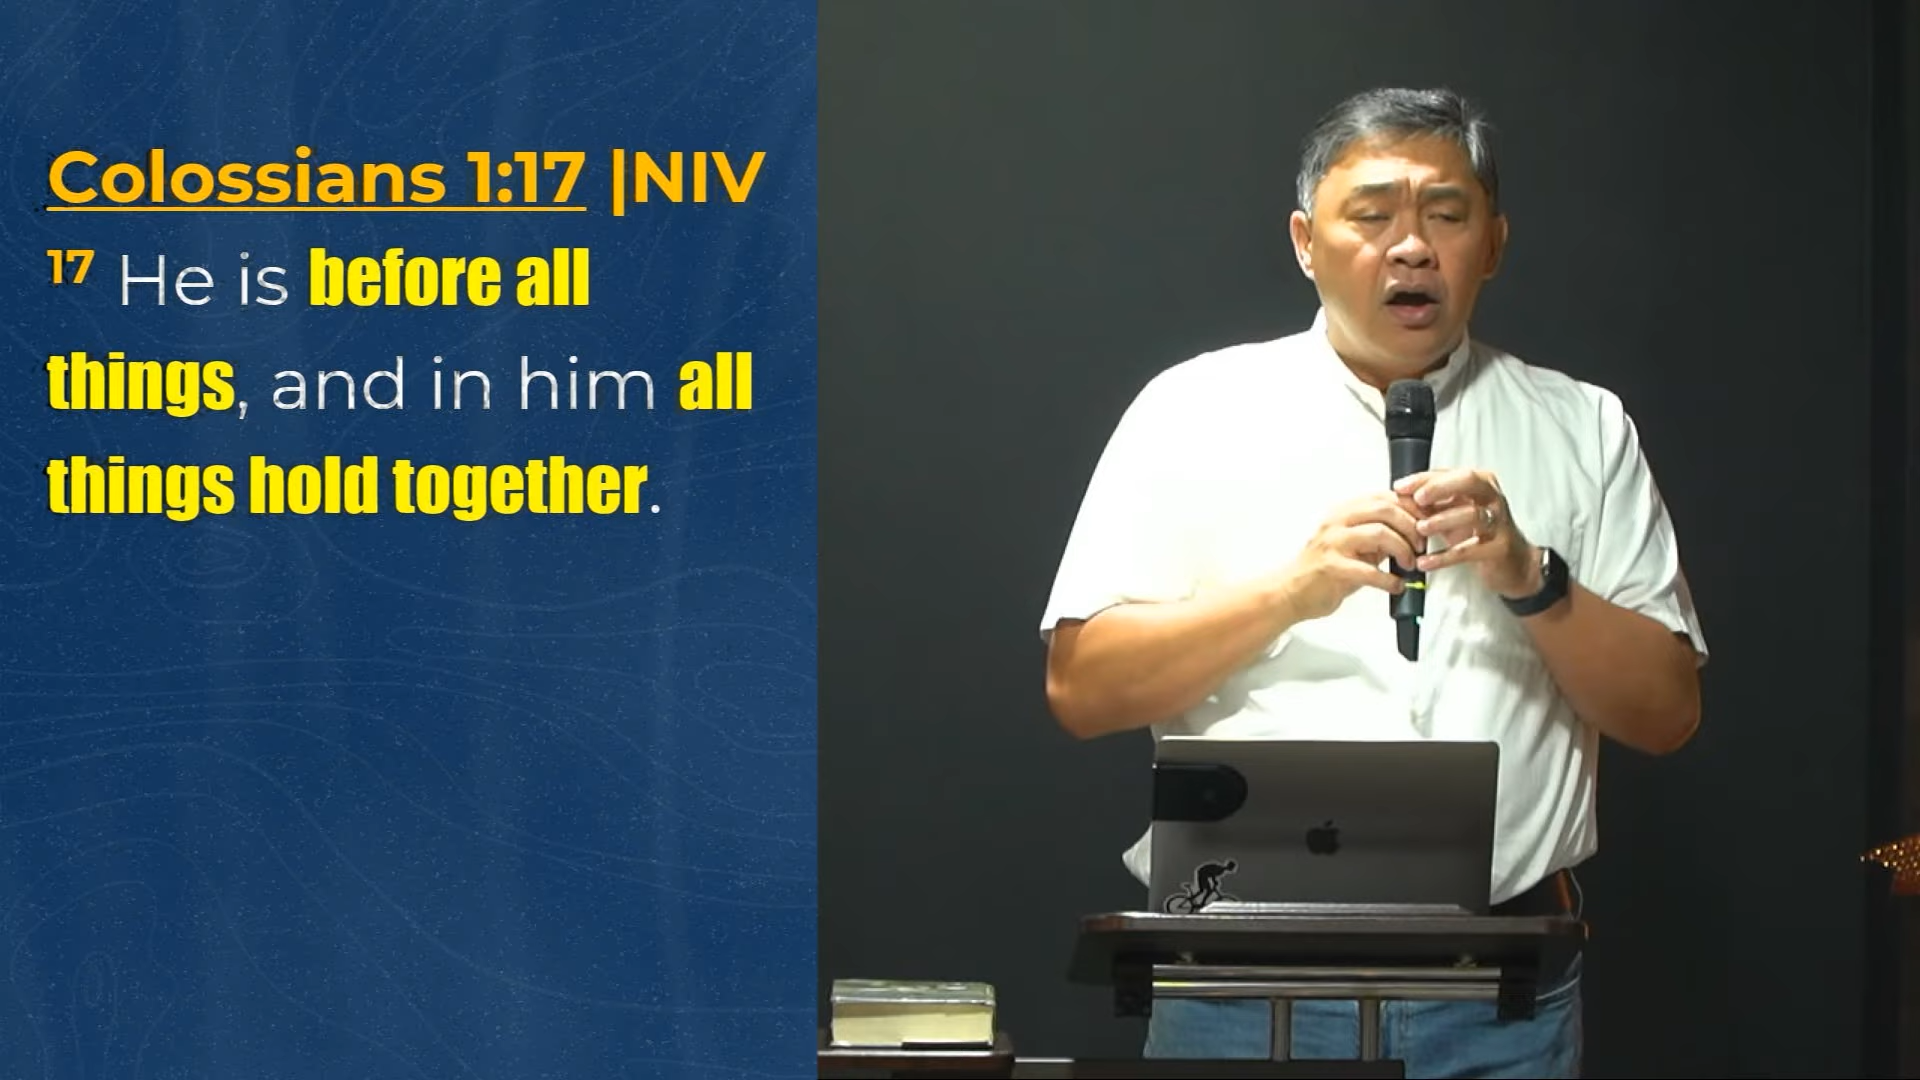 Colossians 1:17 |NIV
17 He is before all
things, and in him all
things hold together.